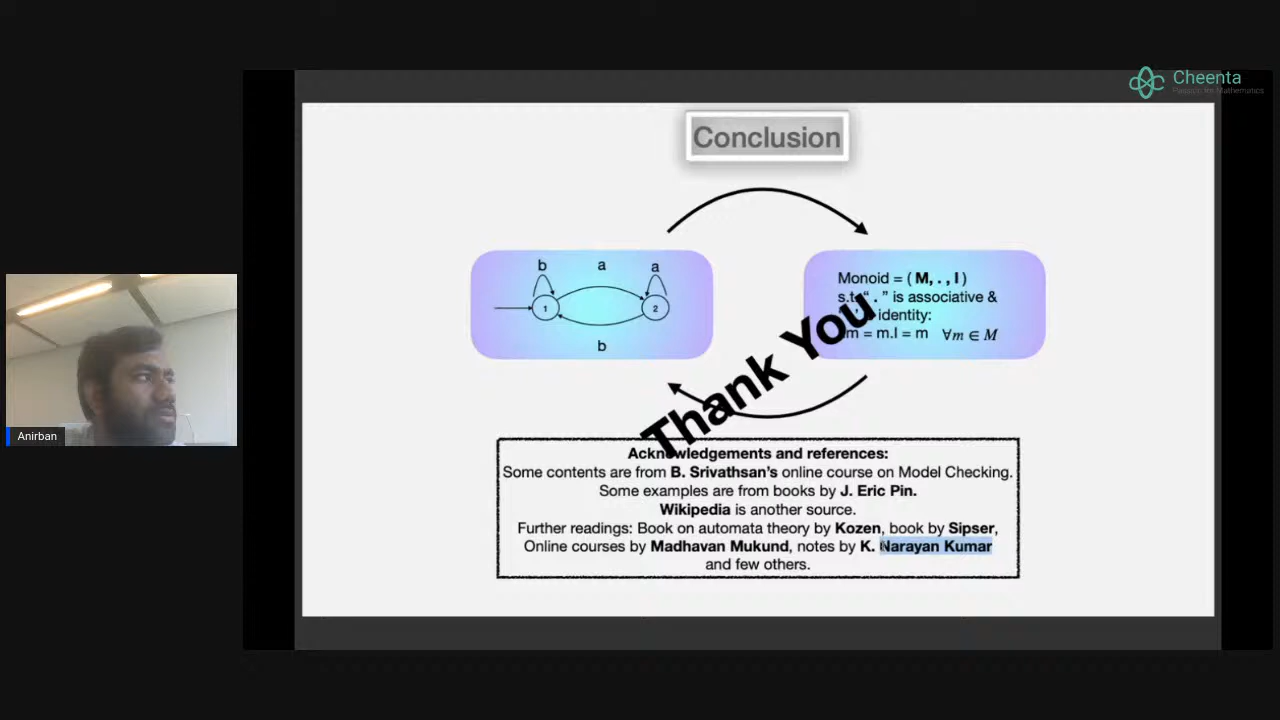 Cheenta
Passion for Mathematics
Conclusion
b a a
1 2
b
Monoid = ( M, . , I )
s.t “ . ” is associative &
identity:
m = m.I = m ∀m ∈ M
Thank You
Acknowledgements and references:
Some contents are from B. Srivathsan’s online course on Model Checking.
Some examples are from books by J. Eric Pin.
Wikipedia is another source.
Further readings: Book on automata theory by Kozen, book by Sipser,
Online courses by Madhavan Mukund, notes by K. Narayan Kumar
and few others.
Anirban